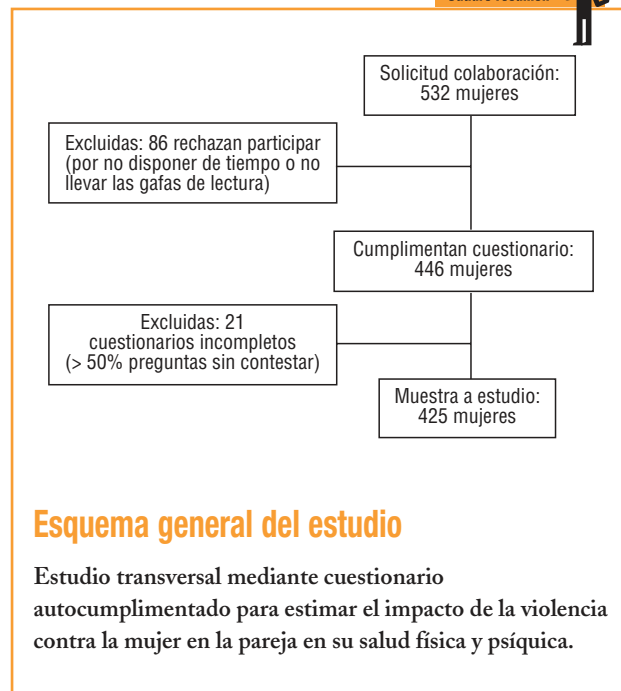 Solicitud colaboración:
532 mujeres
Excluidas: 86 rechazan participar
(por no disponer de tiempo o no
llevar las gafas de lectura)
Cumplimentan cuestionario:
446 mujeres
Excluidas: 21
cuestionarios incompletos
(> 50% preguntas sin contestar)
Muestra a estudio:
425 mujeres
Esquema general del estudio
Estudio transversal mediante cuestionario
autocumplimentado para estimar el impacto de la violencia
contra la mujer en la pareja en su salud física y psíquica.